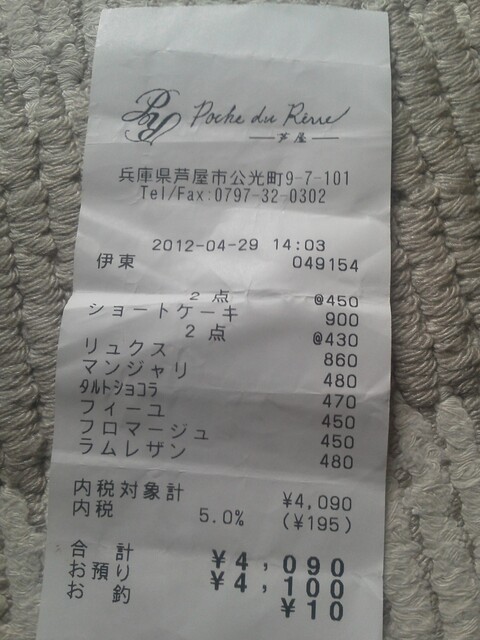 PR
Poche du Rêve
芦屋
兵庫県芦屋市公光町9-7-101
Tel/Fax:0797-32-0302
2012-04-29 14:03
伊東 049154
2点 @450
ショートケーキ 900
2点 @430
リュクス 860
マンジャリ 480
タルトショコラ 470
フィーユ 450
フロマージュ 450
ラムレザン 480
内税対象計 ¥4,090
内税 5.0% (¥195)
合計 ¥4,090
お預り ¥4,100
お釣 ¥10